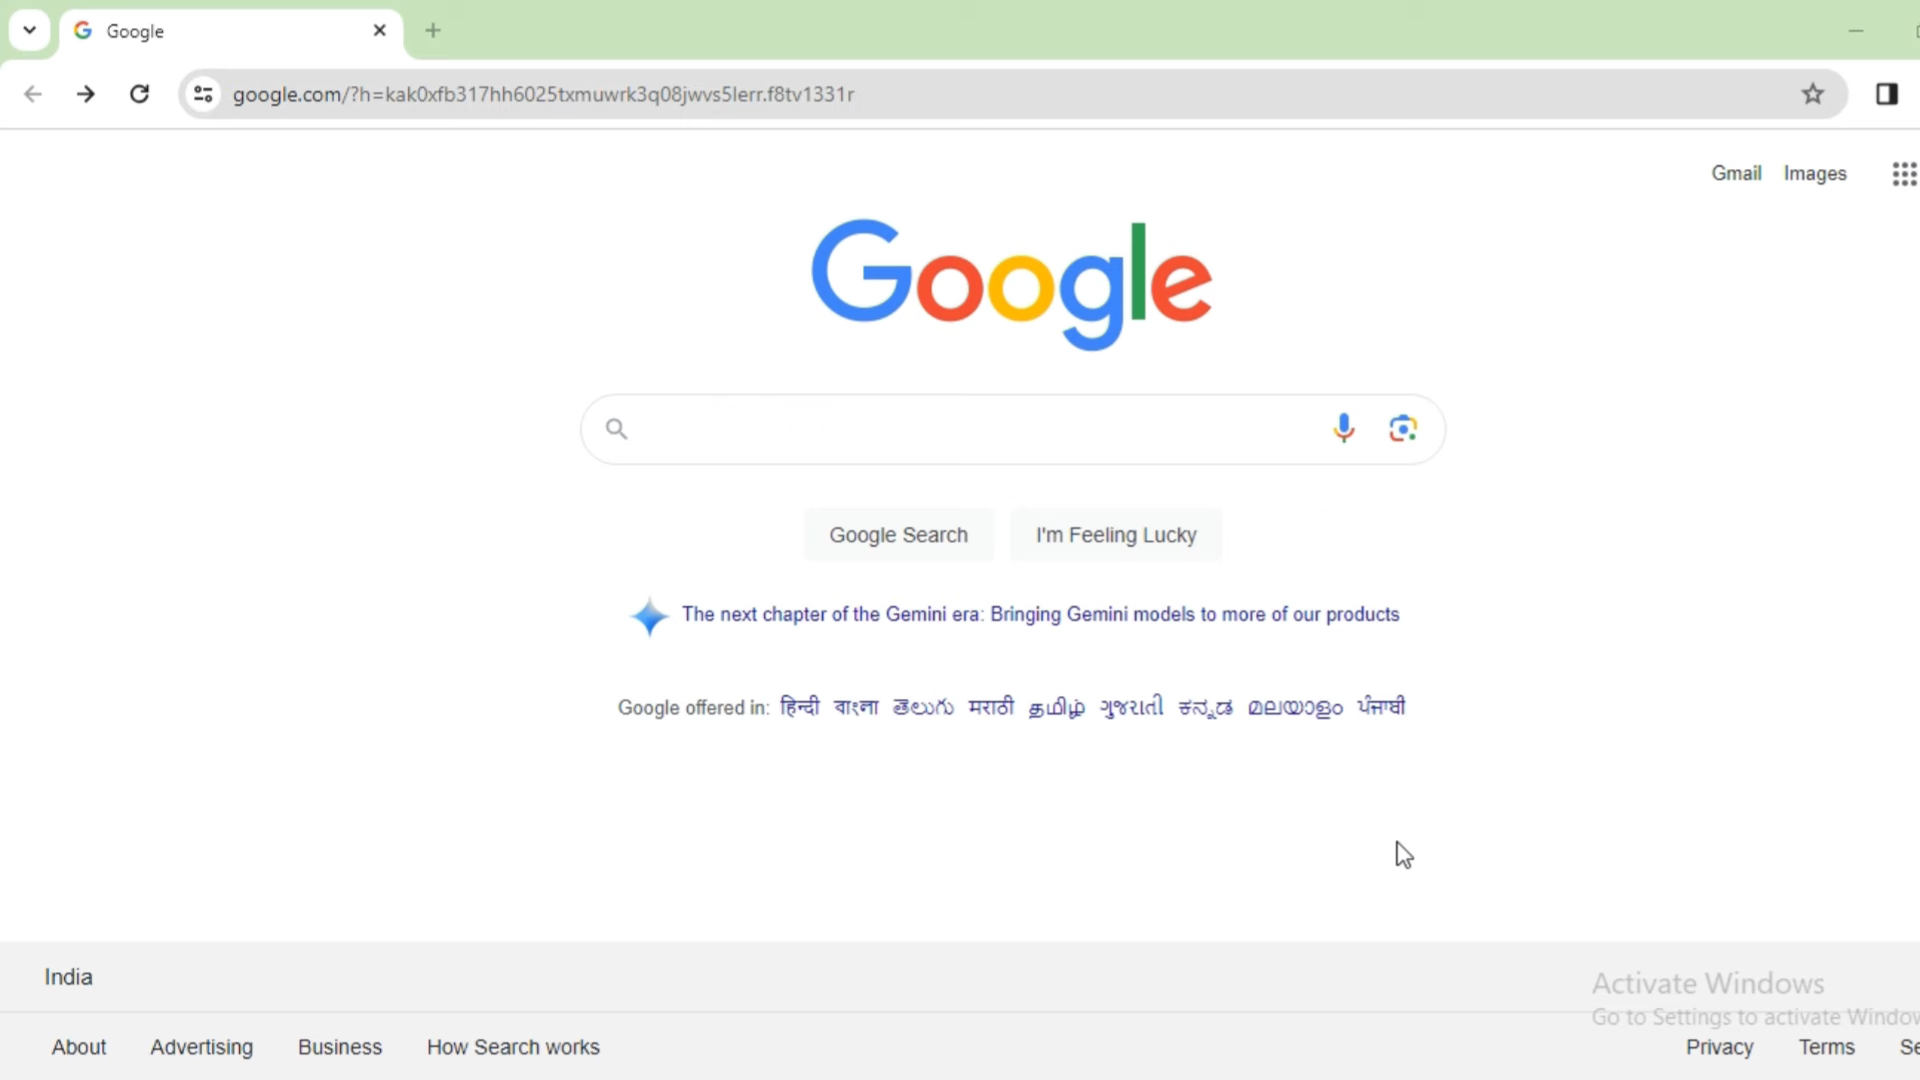 Google
google.com/?h=kak0xfb317hh6025txmuwrk3q08jwvs5lerr.f8tv1331r
Gmail Images
Google
Google Search I'm Feeling Lucky
The next chapter of the Gemini era: Bringing Gemini models to more of our products
Google offered in: हिन्दी বাংলা తెలుగు मराठी தமிழ் ગુજરાતી ಕನ್ನಡ മലയാളം ਪੰਜਾਬੀ
India
Activate Windows
Go to Settings to activate Window
About Advertising Business How Search works Privacy Terms Se